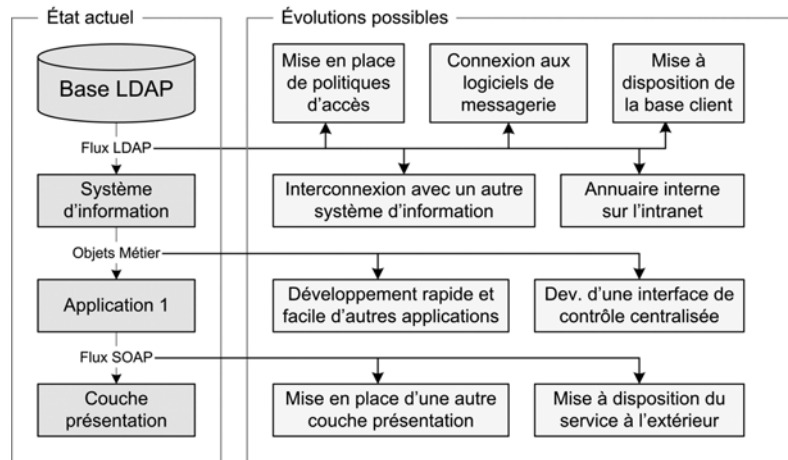 État actuel
Évolutions possibles
Base LDAP
Mise en place
de politiques
d'accès
Connexion aux
logiciels de
messagerie
Mise à
disposition de
la base client
Flux LDAP
Système
d'information
Interconnexion avec un autre
système d'information
Annuaire interne
sur l'intranet
Objets Métier
Application 1
Développement rapide et
facile d'autres applications
Dev. d'une interface de
contrôle centralisée
Flux SOAP
Couche
présentation
Mise en place d'une autre
couche présentation
Mise à disposition du
service à l'extérieur